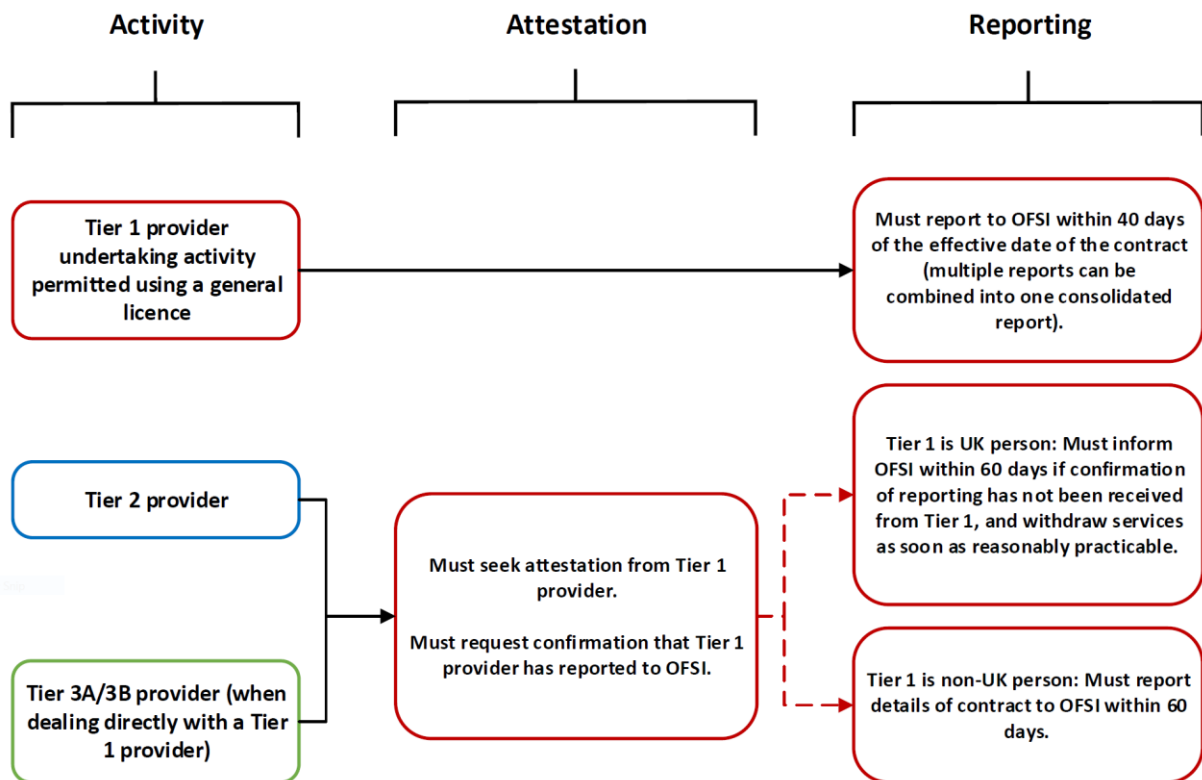 Activity
Attestation
Reporting
Tier 1 provider
undertaking activity
permitted using a general
licence
Must report to OFSI within 40 days
of the effective date of the contract
(multiple reports can be
combined into one consolidated
report).
Tier 2 provider
Tier 3A/3B provider (when
dealing directly with a Tier
1 provider)
Must seek attestation from Tier 1
provider.
Must request confirmation that Tier 1
provider has reported to OFSI.
Tier 1 is UK person: Must inform
OFSI within 60 days if confirmation
of reporting has not been received
from Tier 1, and withdraw services
as soon as reasonably practicable.
Tier 1 is non-UK person: Must report
details of contract to OFSI within 60
days.